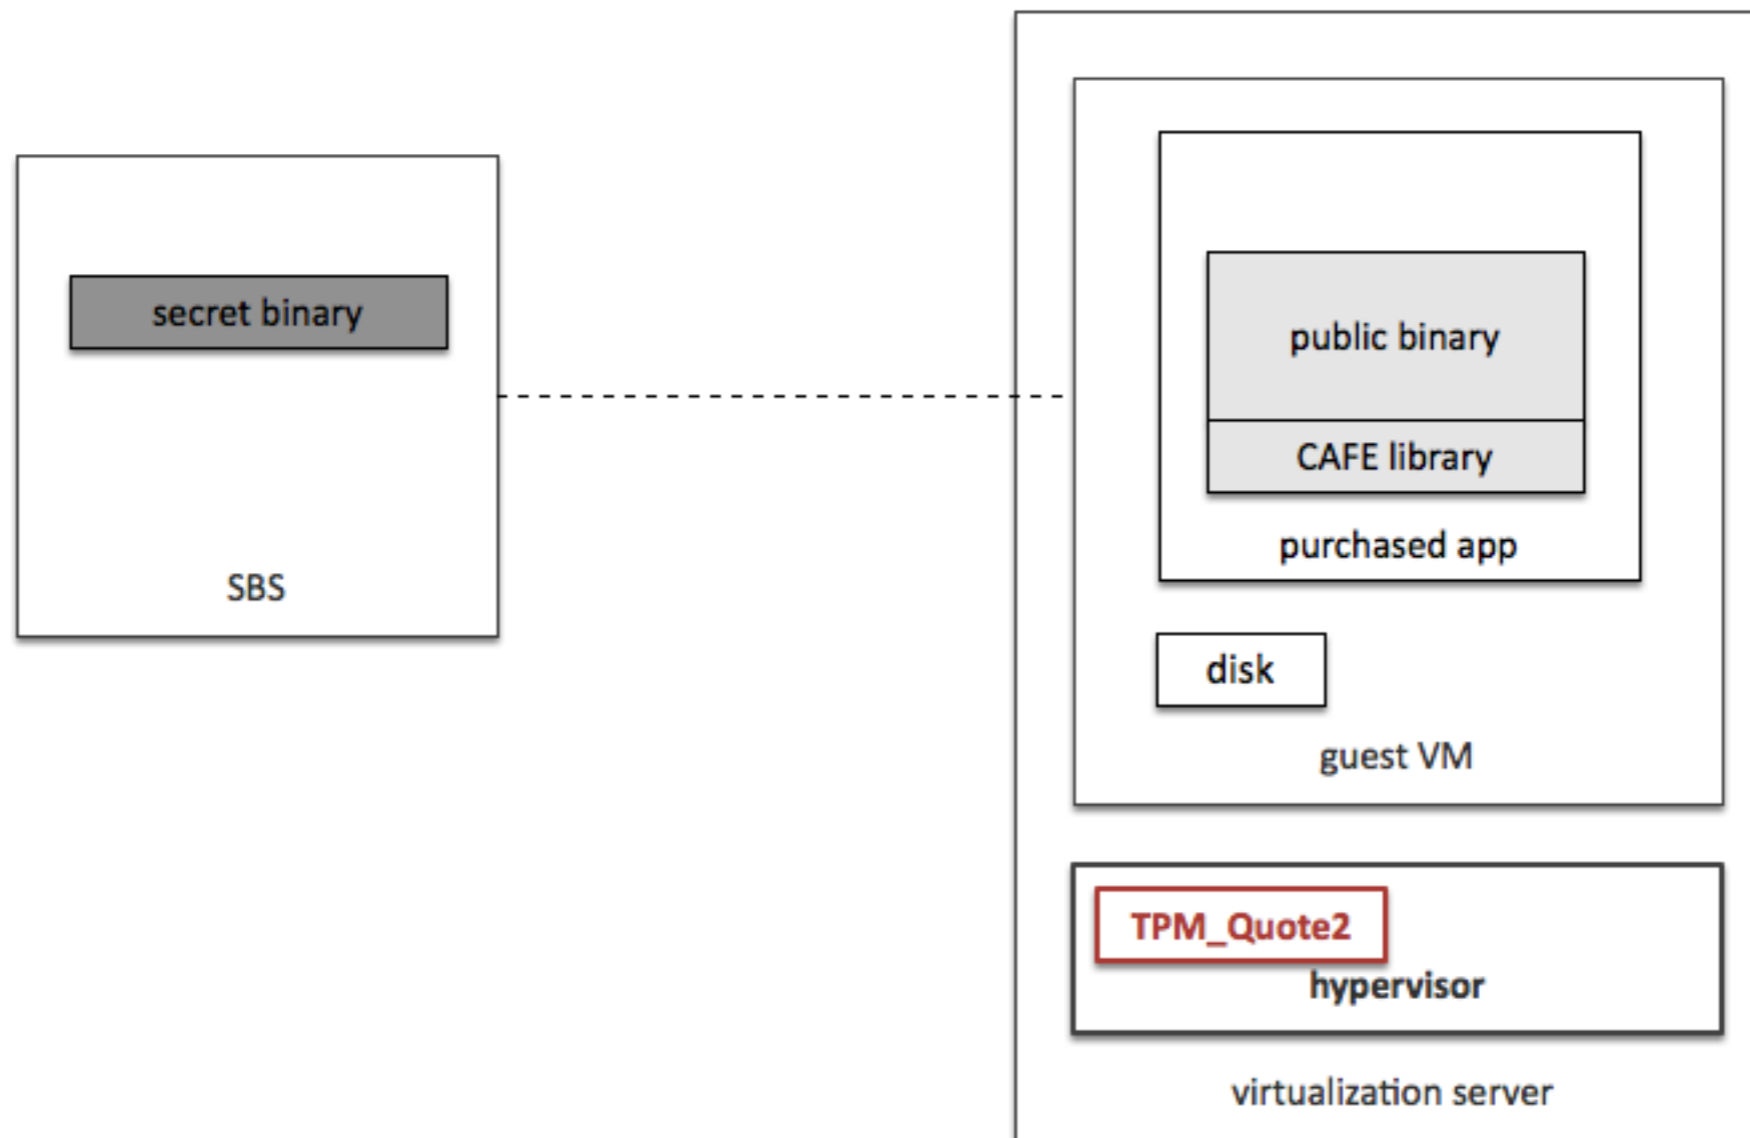 secret binary
SBS
public binary
CAFE library
purchased app
disk
guest VM
TPM_Quote2
hypervisor
virtualization server